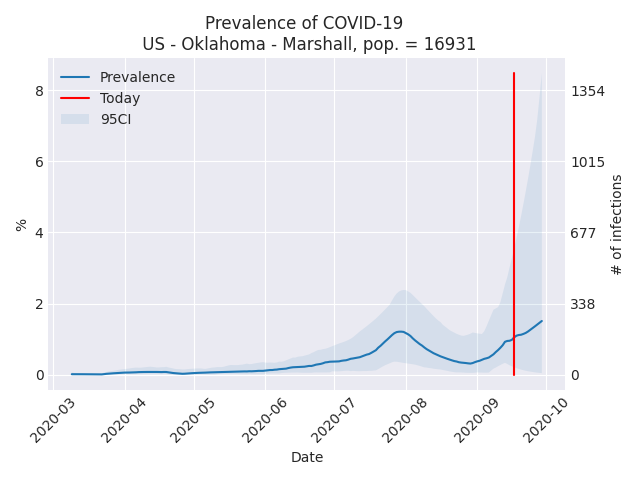 Prevalence of COVID-19
US - Oklahoma - Marshall, pop. = 16931
Prevalence
Today
95CI
8
6
4
2
0
%
1354
1015
677
338
0
# of infections
2020-03
2020-04
2020-05
2020-06
2020-07
2020-08
2020-09
2020-10
Date